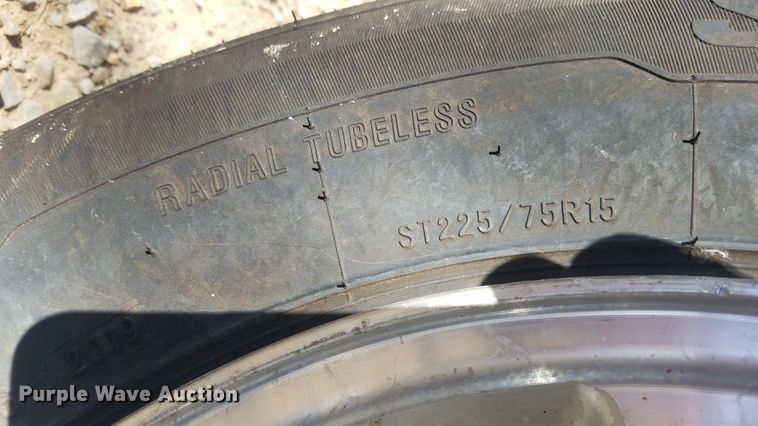 RADIAL TUBELESS
ST225/75R15
Purple Wave Auction